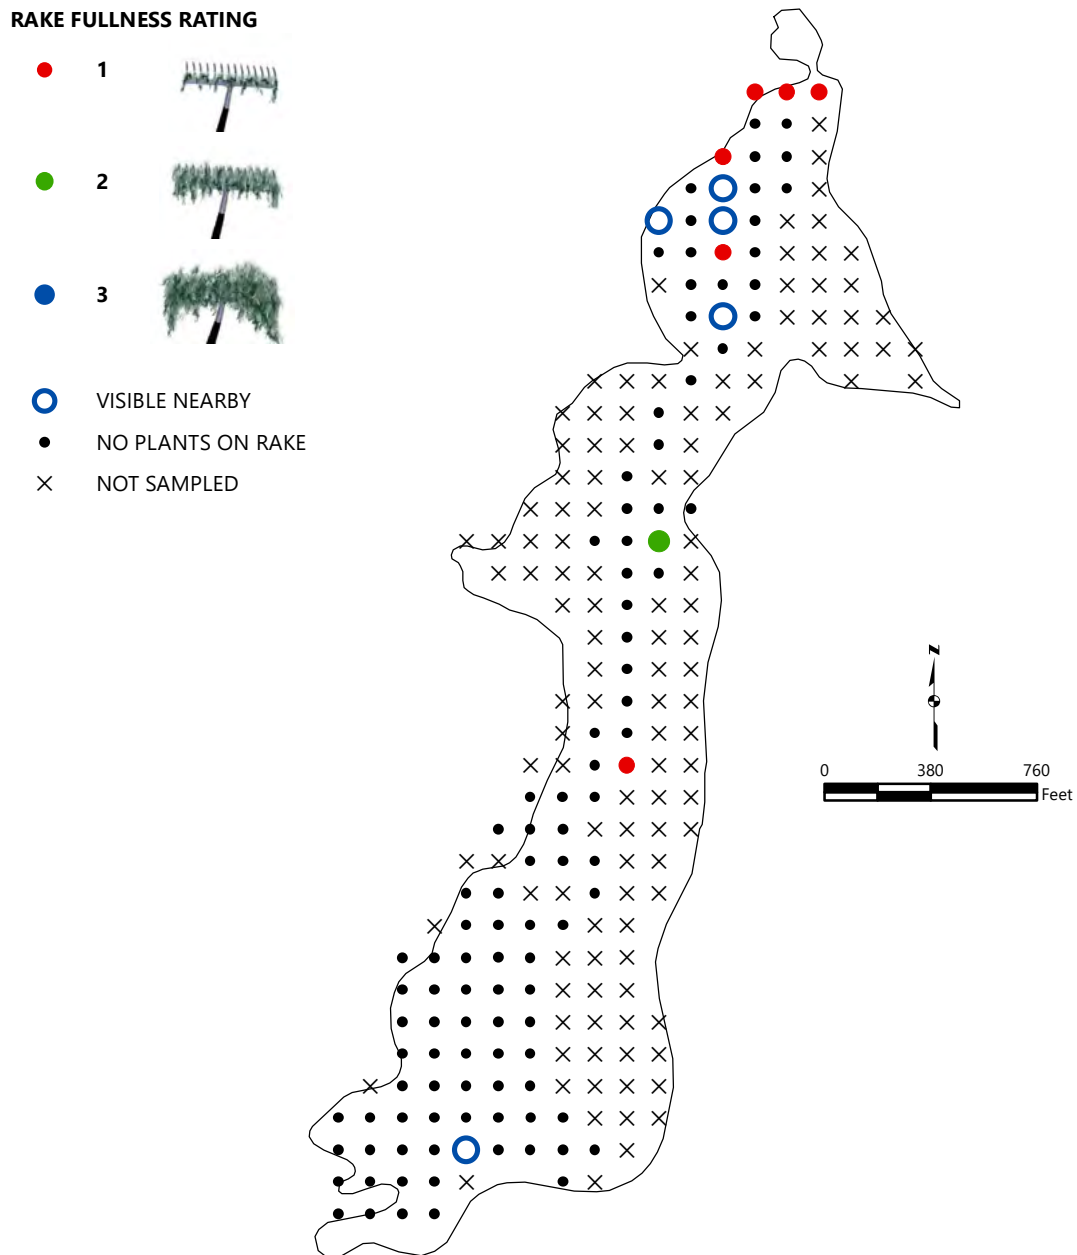 RAKE FULLNESS RATING
1
2
3
VISIBLE NEARBY
NO PLANTS ON RAKE
NOT SAMPLED
N
0 380 760
Feet